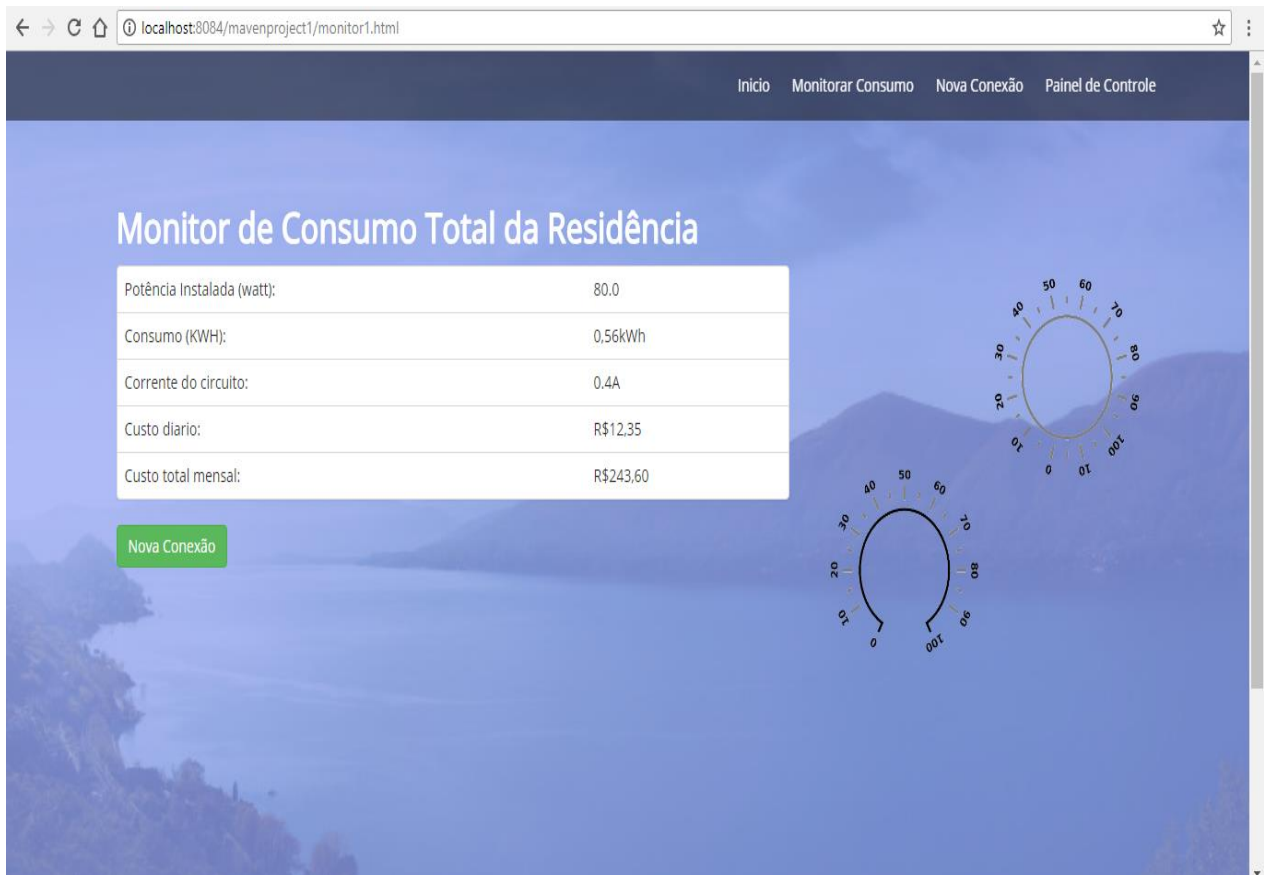 localhost:8084/mavenproject1/monitor1.html
Inicio Monitorar Consumo Nova Conexão Painel de Controle
Monitor de Consumo Total da Residência
Potência Instalada (watt): 80.0
Consumo (KWH): 0,56kWh
Corrente do circuito: 0.4A
Custo diario: R$12,35
Custo total mensal: R$243,60
Nova Conexão
0 10 20 30 40 50 60 70 80 90 100 10
0 10 20 30 40 50 60 70 80 90 100